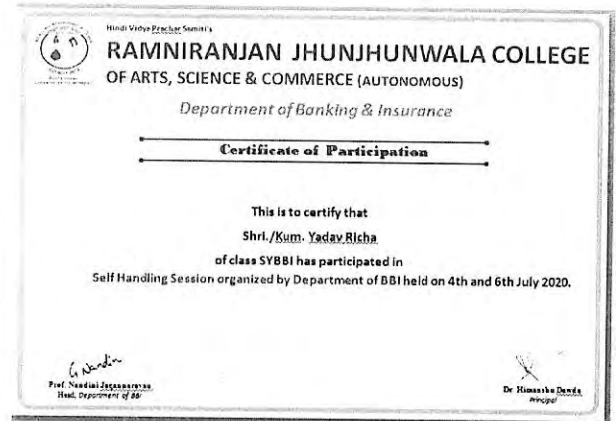 Hindi Vidya Prachar Samiti's
RAMNIRANJAN JHUNJHUNWALA COLLEGE
OF ARTS, SCIENCE & COMMERCE (AUTONOMOUS)
Department of Banking & Insurance
Certificate of Participation
This is to certify that
Shri./Kum. Yadav Richa
of class SYBBI has participated in
Self Handling Session organized by Department of BBI held on 4th and 6th July 2020.
G Nandin
Prof. Nandini Jagannarayan
Head, Department of BBI
Dr Himanshu Dawda
Principal